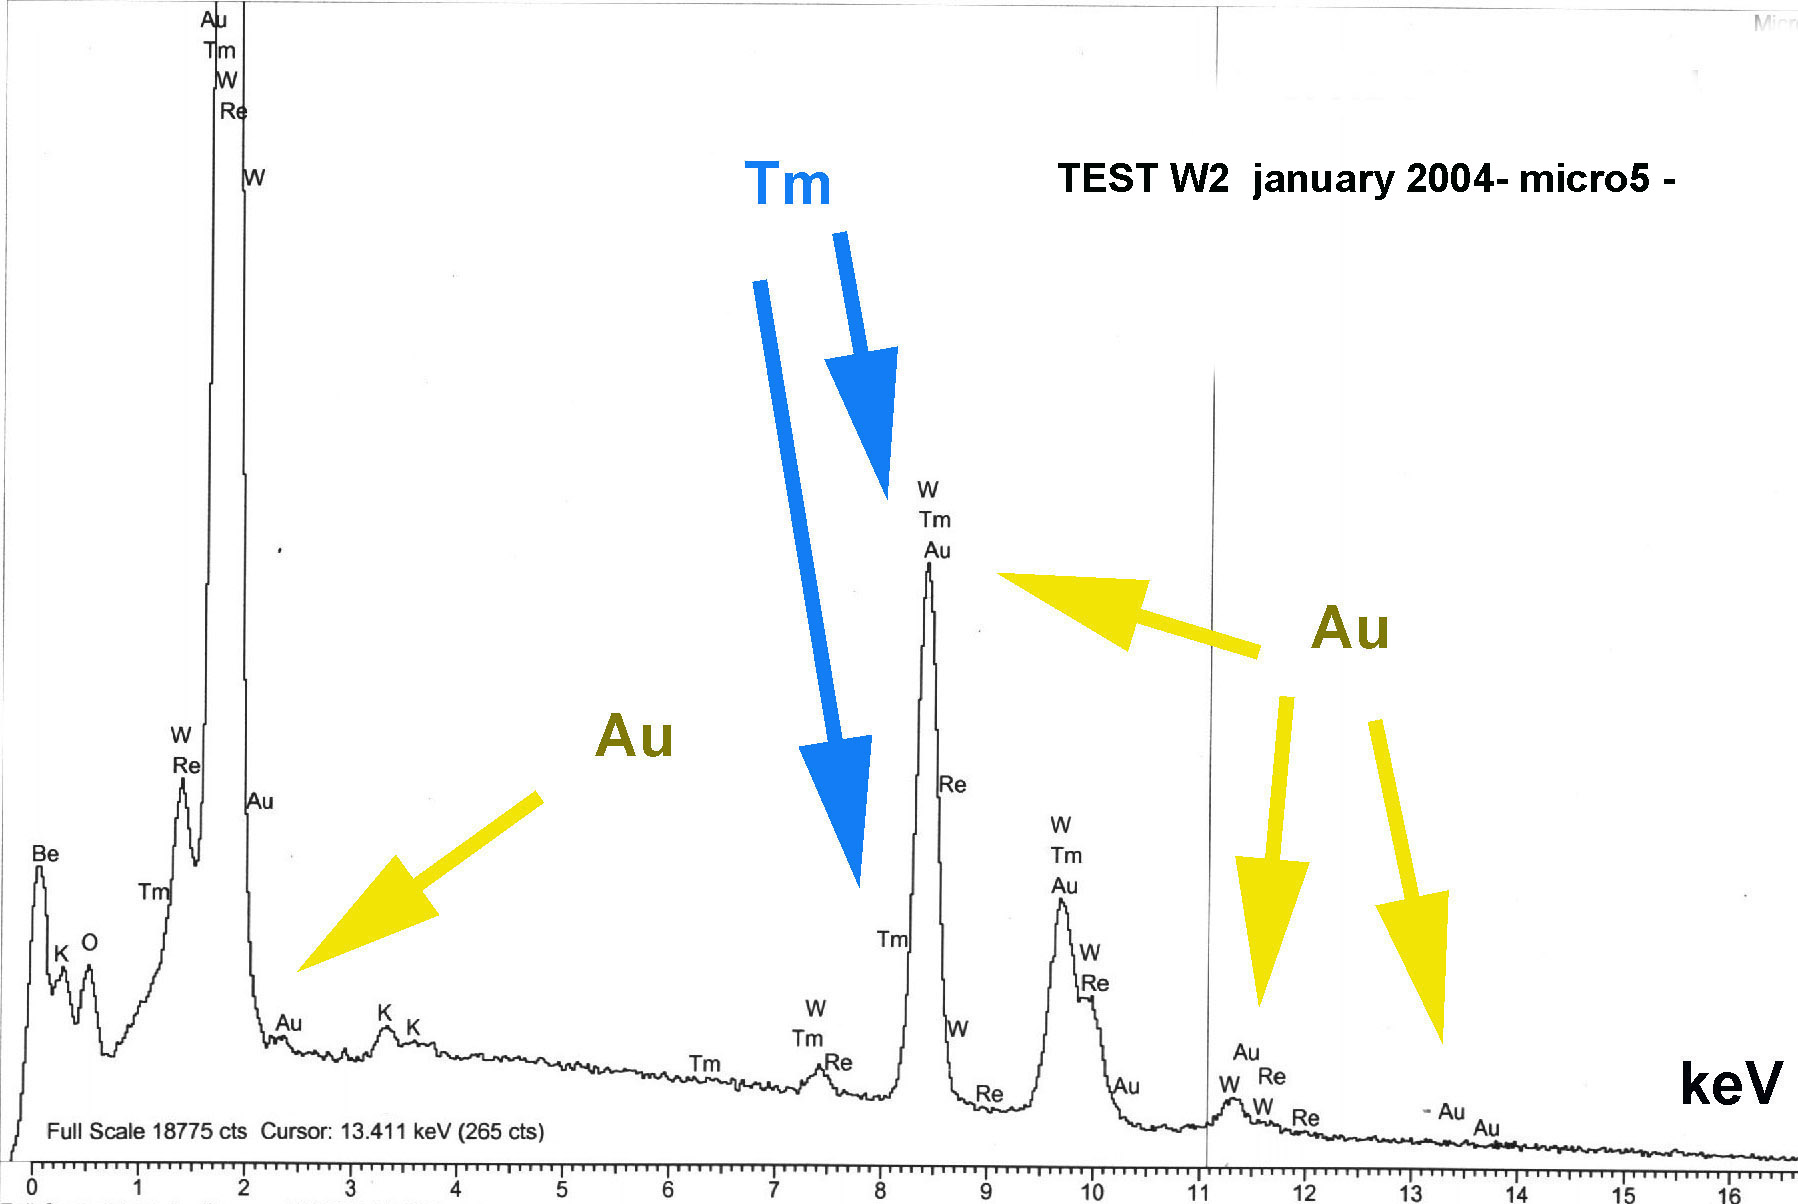 Au
Tm
W
Re
W
Tm
TEST W2 january 2004- micro5 -
W
Tm
Au
Au
Au
W
Re
Au
Re
Be
Tm
K
O
W
Tm
Au
W
Re
Tm
Au
K
K
W
Tm
Re
Tm
W
Re
Au
Au
W
Re
W
Re
- Au
Au
keV
Full Scale 18775 cts Cursor: 13.411 keV (265 cts)
0 1 2 3 4 5 6 7 8 9 10 11 12 13 14 15 16